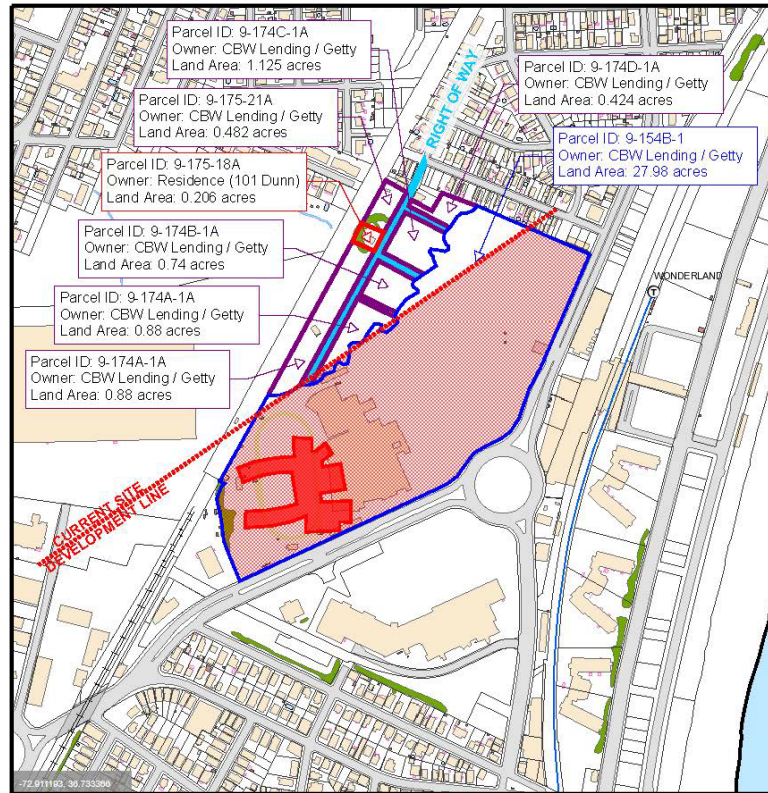 Parcel ID: 9-174C-1A
Owner: CBW Lending / Getty
Land Area: 1.125 acres
Parcel ID: 9-174D-1A
Owner: CBW Lending / Getty
Land Area: 0.424 acres
Parcel ID: 9-175-21A
Owner: CBW Lending / Getty
Land Area: 0.482 acres
RIGHT OF WAY
Parcel ID: 9-154B-1
Owner: CBW Lending / Getty
Land Area: 27.98 acres
Parcel ID: 9-175-18A
Owner: Residence (101 Dunn)
Land Area: 0.206 acres
Parcel ID: 9-174B-1A
Owner: CBW Lending / Getty
Land Area: 0.74 acres
WONDERLAND
T
Parcel ID: 9-174A-1A
Owner: CBW Lending / Getty
Land Area: 0.88 acres
Parcel ID: 9-174A-1A
Owner: CBW Lending / Getty
Land Area: 0.88 acres
CURRENT SITE
DEVELOPMENT LINE
-72.911193, 36.733366